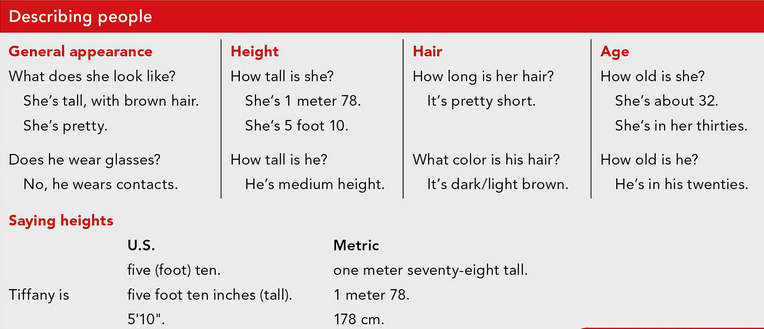 Describing people
General appearance
What does she look like?
She's tall, with brown hair.
She's pretty.
Does he wear glasses?
No, he wears contacts.
Height
How tall is she?
She's 1 meter 78.
She's 5 foot 10.
How tall is he?
He's medium height.
Hair
How long is her hair?
It's pretty short.
What color is his hair?
It's dark/light brown.
Age
How old is she?
She's about 32.
She's in her thirties.
How old is he?
He's in his twenties.
Saying heights
U.S. Metric
five (foot) ten. one meter seventy-eight tall.
Tiffany is five foot ten inches (tall). 1 meter 78.
5'10". 178 cm.